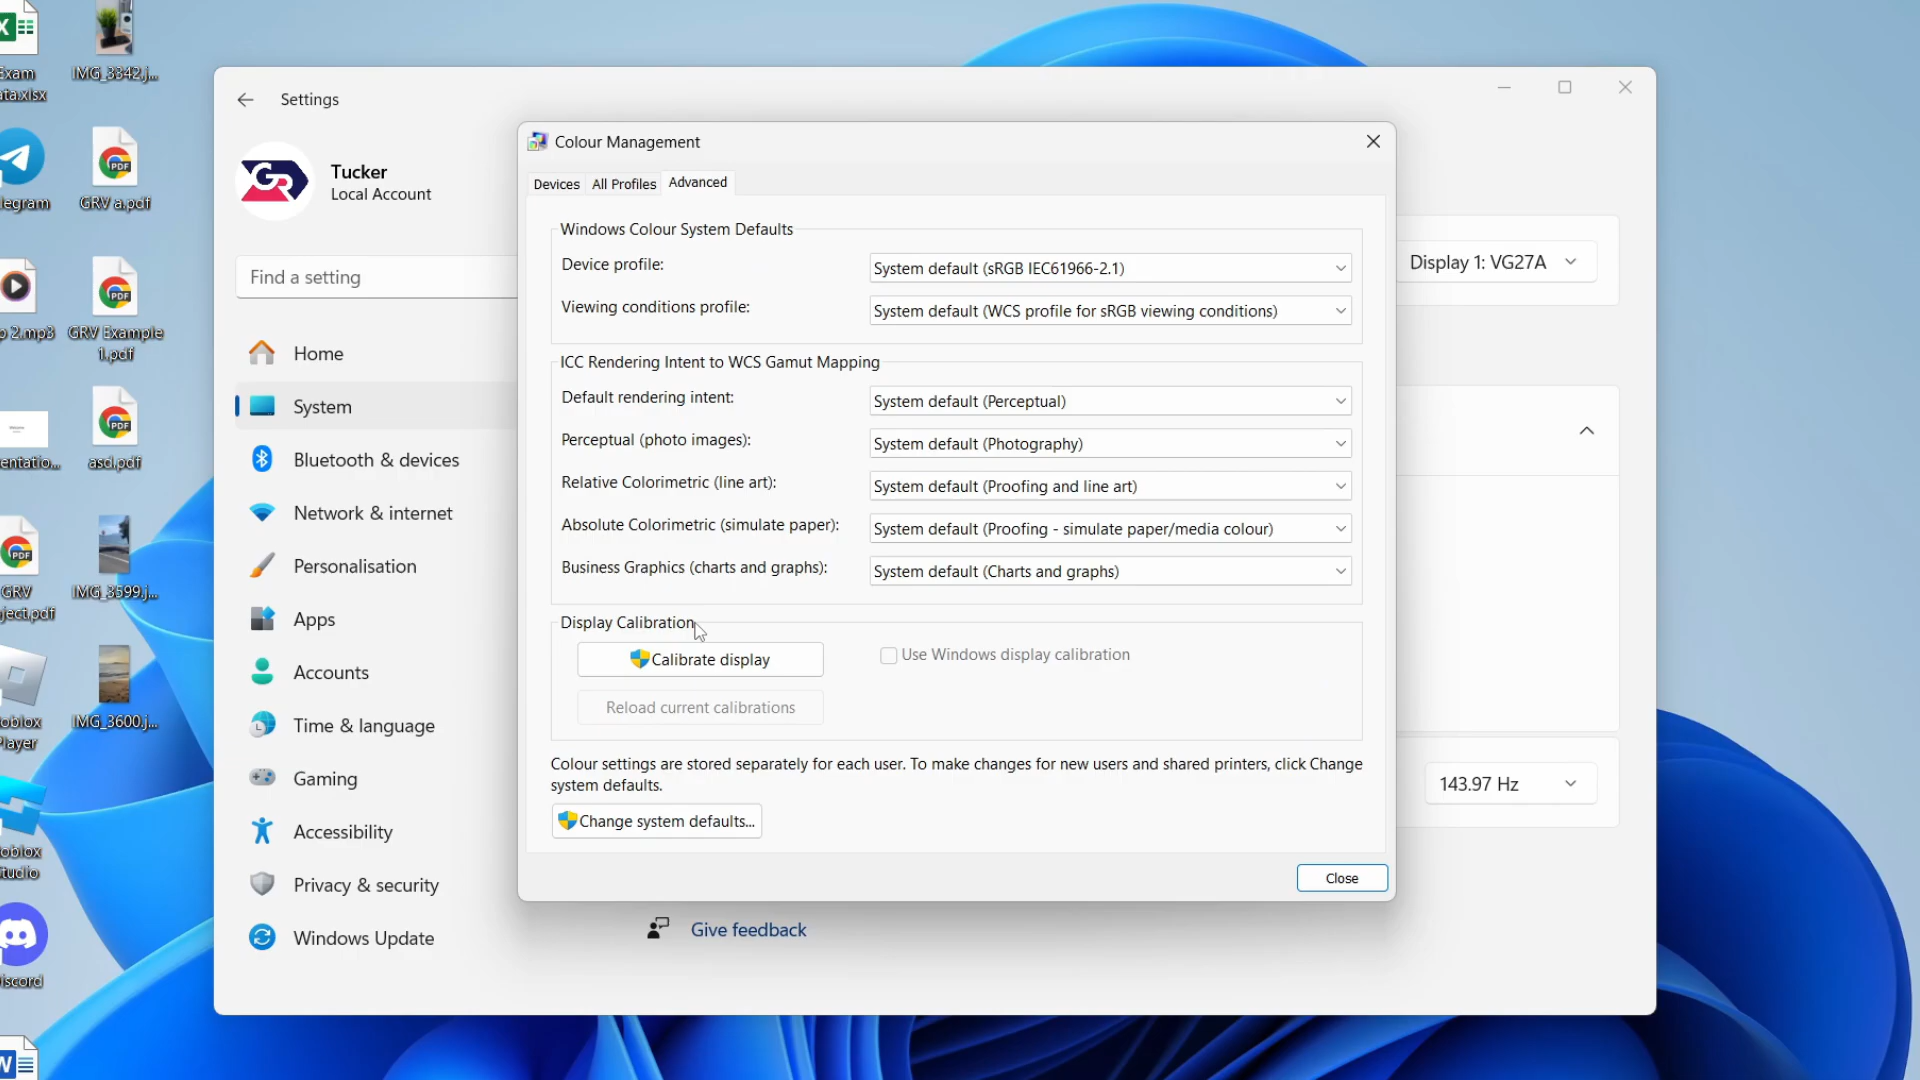 Exam
ata.xlsx
IMG_3342.j...
legram
GRV a.pdf
o 2.mp3
GRV Example
1.pdf
entatio...
asd.pdf
GRV
ject.pdf
IMG_3599.j...
oblox
Player
IMG_3600.j...
oblox
tudio
iscord
Settings
Tucker
Local Account
Find a setting
Home
System
Bluetooth & devices
Network & internet
Personalisation
Apps
Accounts
Time & language
Gaming
Accessibility
Privacy & security
Windows Update
Colour Management
Devices All Profiles Advanced
Windows Colour System Defaults
Device profile: System default (sRGB IEC61966-2.1)
Viewing conditions profile: System default (WCS profile for sRGB viewing conditions)
ICC Rendering Intent to WCS Gamut Mapping
Default rendering intent: System default (Perceptual)
Perceptual (photo images): System default (Photography)
Relative Colorimetric (line art): System default (Proofing and line art)
Absolute Colorimetric (simulate paper): System default (Proofing - simulate paper/media colour)
Business Graphics (charts and graphs): System default (Charts and graphs)
Display Calibration
Calibrate display Use Windows display calibration
Reload current calibrations
Colour settings are stored separately for each user. To make changes for new users and shared printers, click Change
system defaults.
Change system defaults...
Close
Display 1: VG27A
143.97 Hz
Give feedback